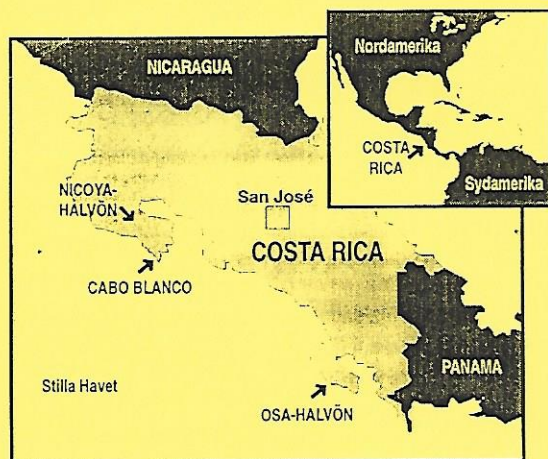 NICARAGUA
Nordamerika
COSTA
RICA
Sydamerika
NICOYA-
HALVÖN
San José
COSTA RICA
CABO BLANCO
PANAMA
Stilla Havet
OSA-HALVÖN